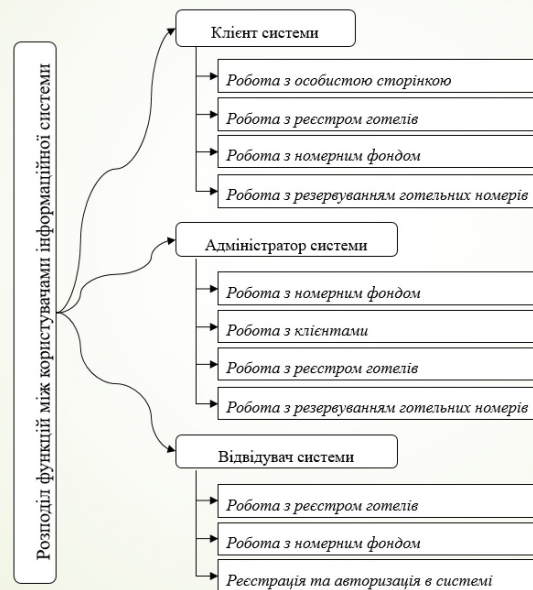 Розподіл функцій між користувачами інформаційної системи
Клієнт системи
Робота з особистою сторінкою
Робота з реєстром готелів
Робота з номерним фондом
Робота з резервуванням готельних номерів
Адміністратор системи
Робота з номерним фондом
Робота з клієнтами
Робота з реєстром готелів
Робота з резервуванням готельних номерів
Відвідувач системи
Робота з реєстром готелів
Робота з номерним фондом
Реєстрація та авторизація в системі